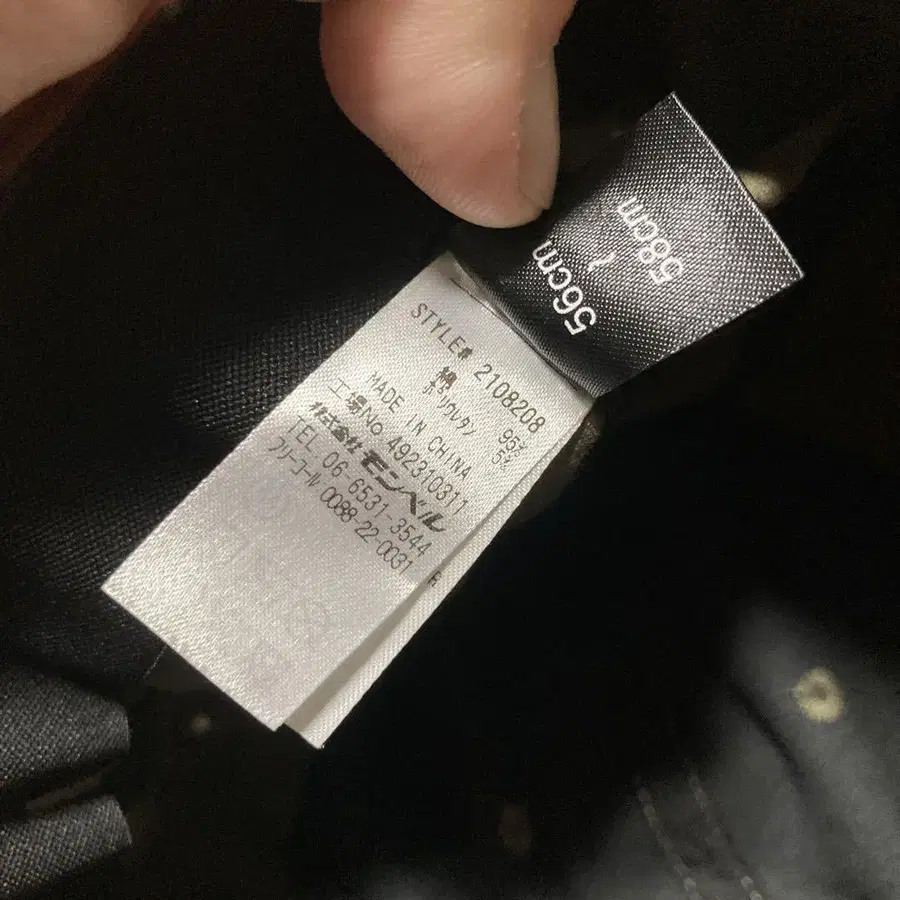 56cm
~
58cm
STYLE# 2108208
綿 95%
ポリウレタン 5%
MADE IN CHINA
工場No. 492310311
株式会社モンベル
TEL 06-6531-3544
フリーコール 0088-22-0031
R